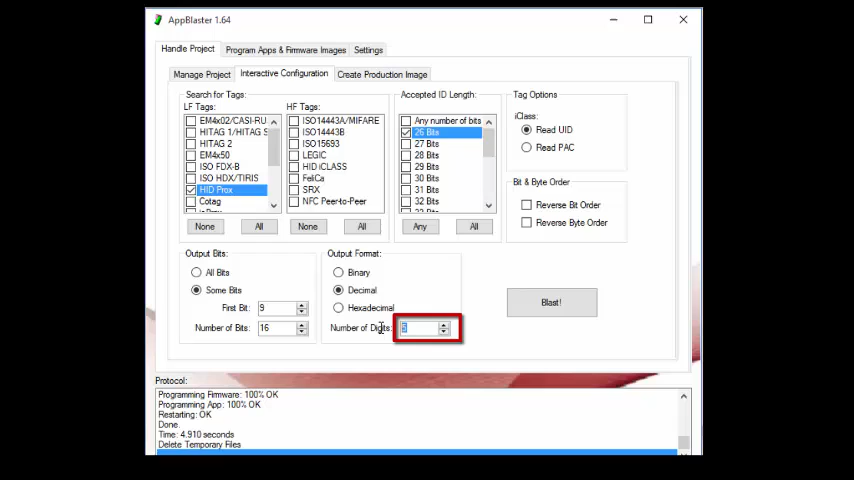 AppBlaster 1.64
Handle Project
Program Apps & Firmware Images
Settings
Manage Project
Interactive Configuration
Create Production Image
Search for Tags:
LF Tags:
EM4x02/CASI-RU
HITAG 1/HITAG S
HITAG 2
EM4x50
ISO FDX-B
ISO HDX/TIRIS
HID Prox
Cotag
None
All
HF Tags:
ISO14443A/MIFARE
ISO14443B
ISO15693
LEGIC
HID iCLASS
FeliCa
SRX
NFC Peer-to-Peer
None
All
Accepted ID Length:
Any number of bits
26 Bits
27 Bits
28 Bits
29 Bits
30 Bits
31 Bits
32 Bits
33 Bits
Any
All
Tag Options
iClass:
Read UID
Read PAC
Bit & Byte Order
Reverse Bit Order
Reverse Byte Order
Output Bits:
All Bits
Some Bits
First Bit: 9
Number of Bits: 16
Output Format:
Binary
Decimal
Hexadecimal
Number of Digits: 5
Blast!
Protocol:
Programming Firmware: 100% OK
Programming App: 100% OK
Restarting: OK
Done.
Time: 4.910 seconds
Delete Temporary Files